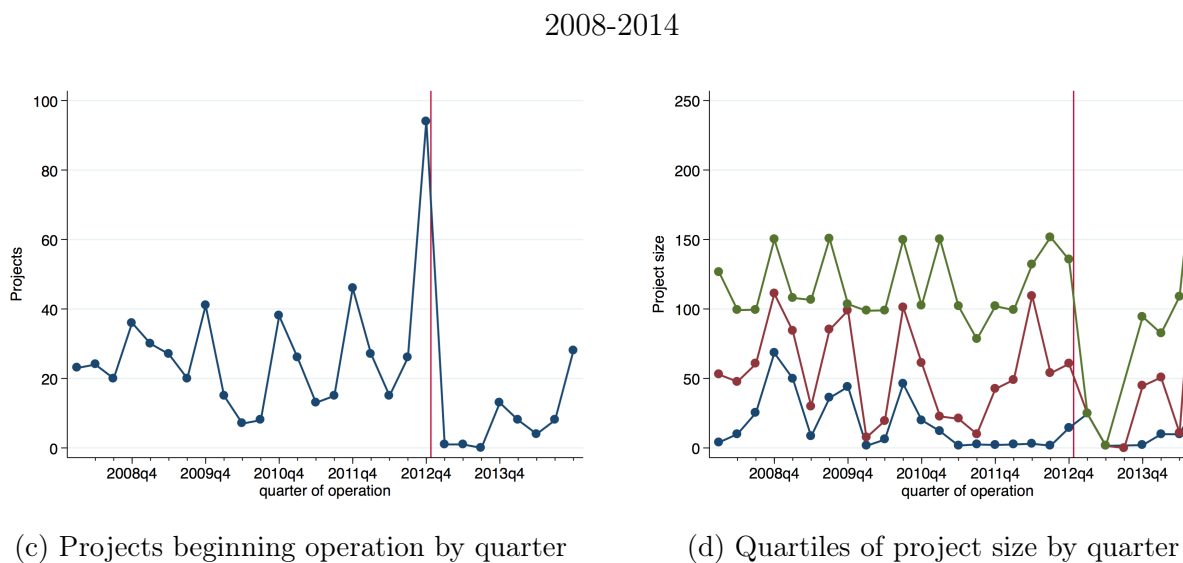 2008-2014
100
80
60
40
20
0
Projects
2008q4 2009q4 2010q4 2011q4 2012q4 2013q4
quarter of operation
(c) Projects beginning operation by quarter
250
200
150
100
50
0
Project size
2008q4 2009q4 2010q4 2011q4 2012q4 2013q4
quarter of operation
(d) Quartiles of project size by quarter